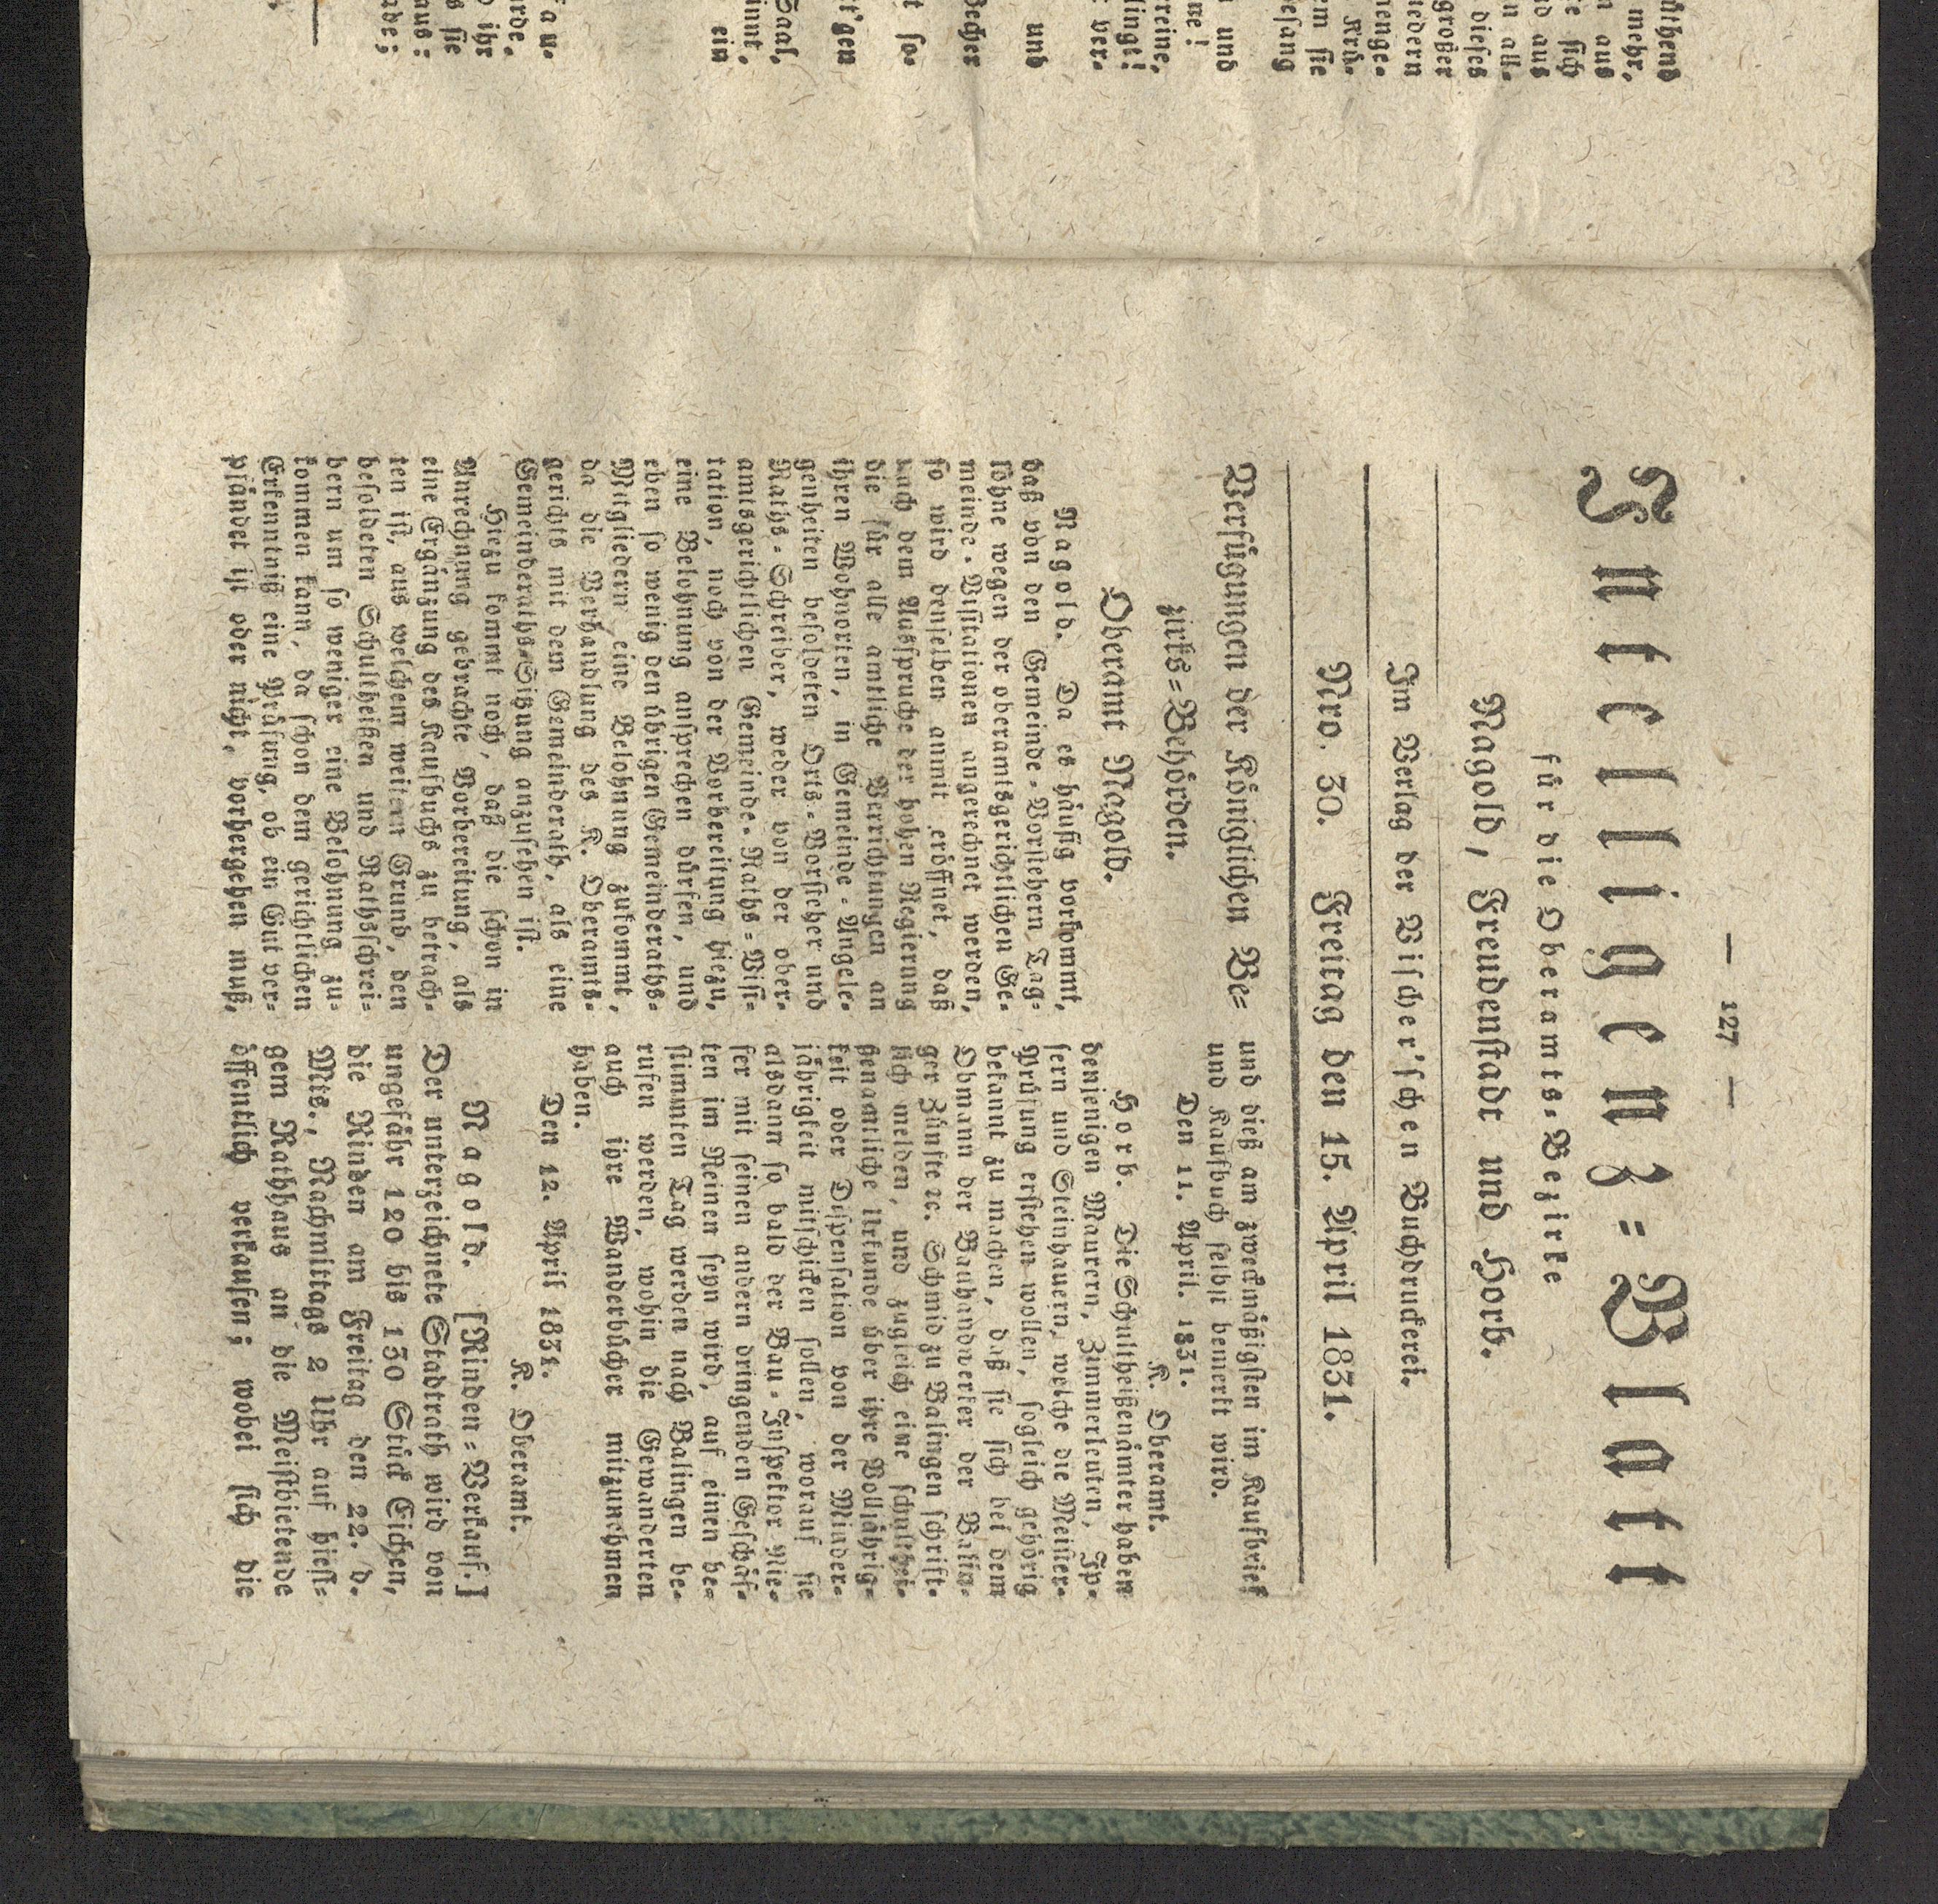 — 127 —
Intelligenz=Blatt
für die Oberamts-Bezirke
Nagold, Freudenstadt und Horb.
Im Verlag der Vischer'schen Buchdruckerei.
Nro. 30. Freitag den 15. April 1831.
Verfügungen der Königlichen Be=
zirks=Behörden.
Oberamt Nagold.
Nagold. Da es häufig vorkommt,
daß von den Gemeinde-Vorstehern Tag-
löhne wegen der oberamtsgerichtlichen Ge-
meinde-Visitationen angerechnet werden,
so wird denselben anmit eröffnet, daß
nach dem Ausspruche der hohen Regierung
die für alle amtliche Verrichtungen an
ihren Wohnorten, in Gemeinde-Angele-
genheiten besoldeten Orts-Vorsteher und
Raths-Schreiber, weder von der ober-
amtsgerichtlichen Gemeinde-Raths-Visi-
tation, noch von der Vorbereitung hiezu,
eine Belohnung ansprechen dürfen, und
eben so wenig den übrigen Gemeinderaths-
Mitgliedern eine Belohnung zukommt,
da die Verhandlung des K. Oberamts-
gerichts mit dem Gemeinderath, als eine
Gemeinderaths-Sitzung anzusehen ist.
Hiezu kommt noch, daß die schon in
Anrechnung gebrachte Vorbereitung, als
eine Ergänzung des Kaufbuchs zu betrach-
ten ist, aus welchem weitern Grund, den
besoldeten Schultheißen und Rathsschrei-
bern um so weniger eine Belohnung zu-
kommen kann, da schon dem gerichtlichen
Erkenntniß eine Prüfung, ob ein Gut ver-
pfändet ist oder nicht, vorhergehen muß,
und dieß am zweckmäßigsten im Kaufbrief
und Kaufbuch selbst bemerkt wird.
Den 11. April. 1831.
K. Oberamt.
Horb. Die Schultheißenämter haben
denjenigen Maurern, Zimmerleuten, Ip-
sern und Steinhauern, welche die Meister-
Prüfung erstehen wollen, sogleich gehörig
bekannt zu machen, daß sie sich bei dem
Obmann der Bauhandwerker der Balin-
ger Zünfte ꝛc. Schmid zu Balingen schrift-
lich melden, und zugleich eine schulthei-
ßenamtliche Urkunde über ihre Volljährig-
keit oder Dispensation von der Minder-
jährigkeit mitschicken sollen, worauf sie
alsdann so bald der Bau-Inspektor Nie-
fer mit seinen andern dringenden Geschäf-
ten im Reinen seyn wird, auf einen be-
stimmten Tag werden nach Balingen be-
rufen werden, wohin die Gewanderten
auch ihre Wanderbücher mitzunehmen
haben.
Den 12. April 1831.
K. Oberamt.
Nagold. [Rinden=Verkauf.]
Der unterzeichnete Stadtrath wird von
ungefähr 120 bis 130 Stück Eichen,
die Rinden am Freitag den 22. d.
Mts., Nachmittags 2 Uhr auf hiesi-
gem Rathhaus an die Meistbietende
öffentlich verkaufen; wobei sich die